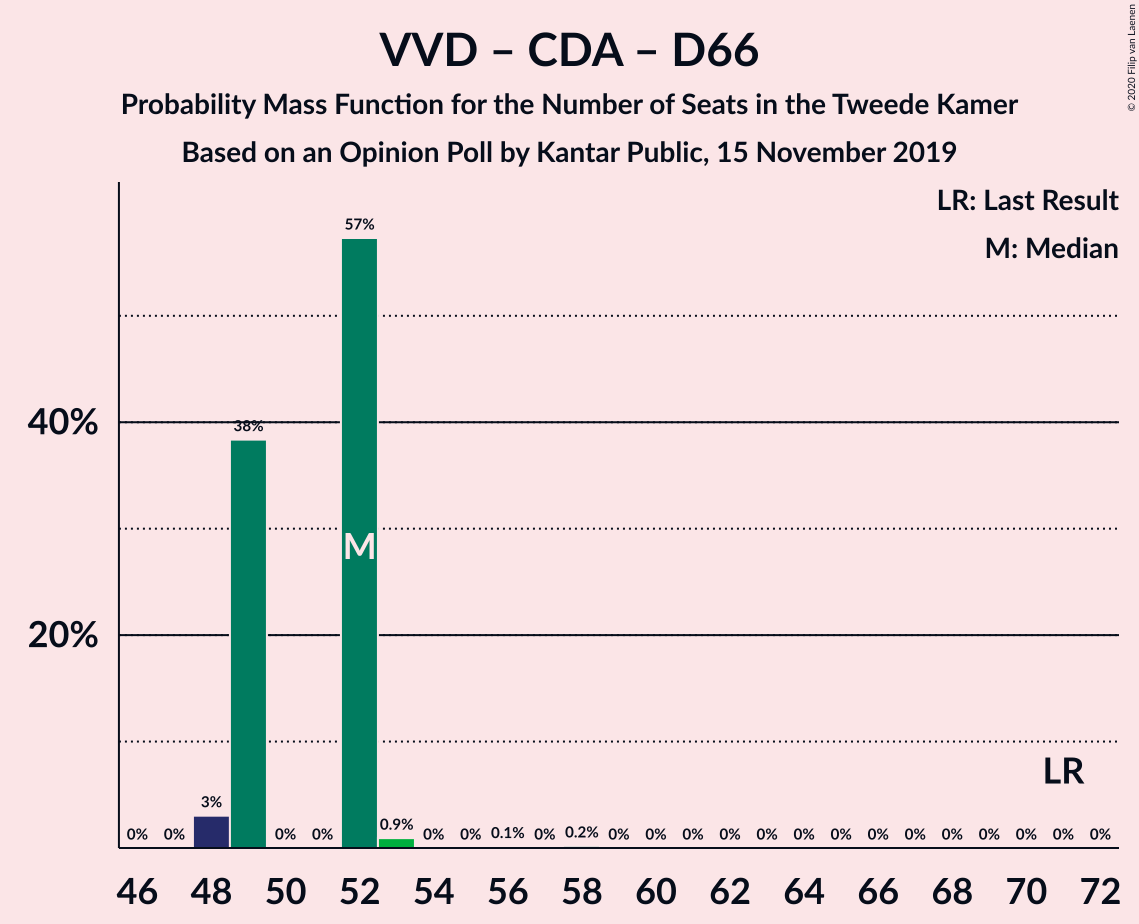 VVD – CDA – D66
Probability Mass Function for the Number of Seats in the Tweede Kamer
Based on an Opinion Poll by Kantar Public, 15 November 2019
© 2020 Filip van Laenen
LR: Last Result
M: Median
57%
40%
38%
M
20%
LR
3%
0% 0% 0% 0% 0.9% 0% 0% 0.1% 0% 0.2% 0% 0% 0% 0% 0% 0% 0% 0% 0% 0% 0% 0% 0% 0%
46 48 50 52 54 56 58 60 62 64 66 68 70 72